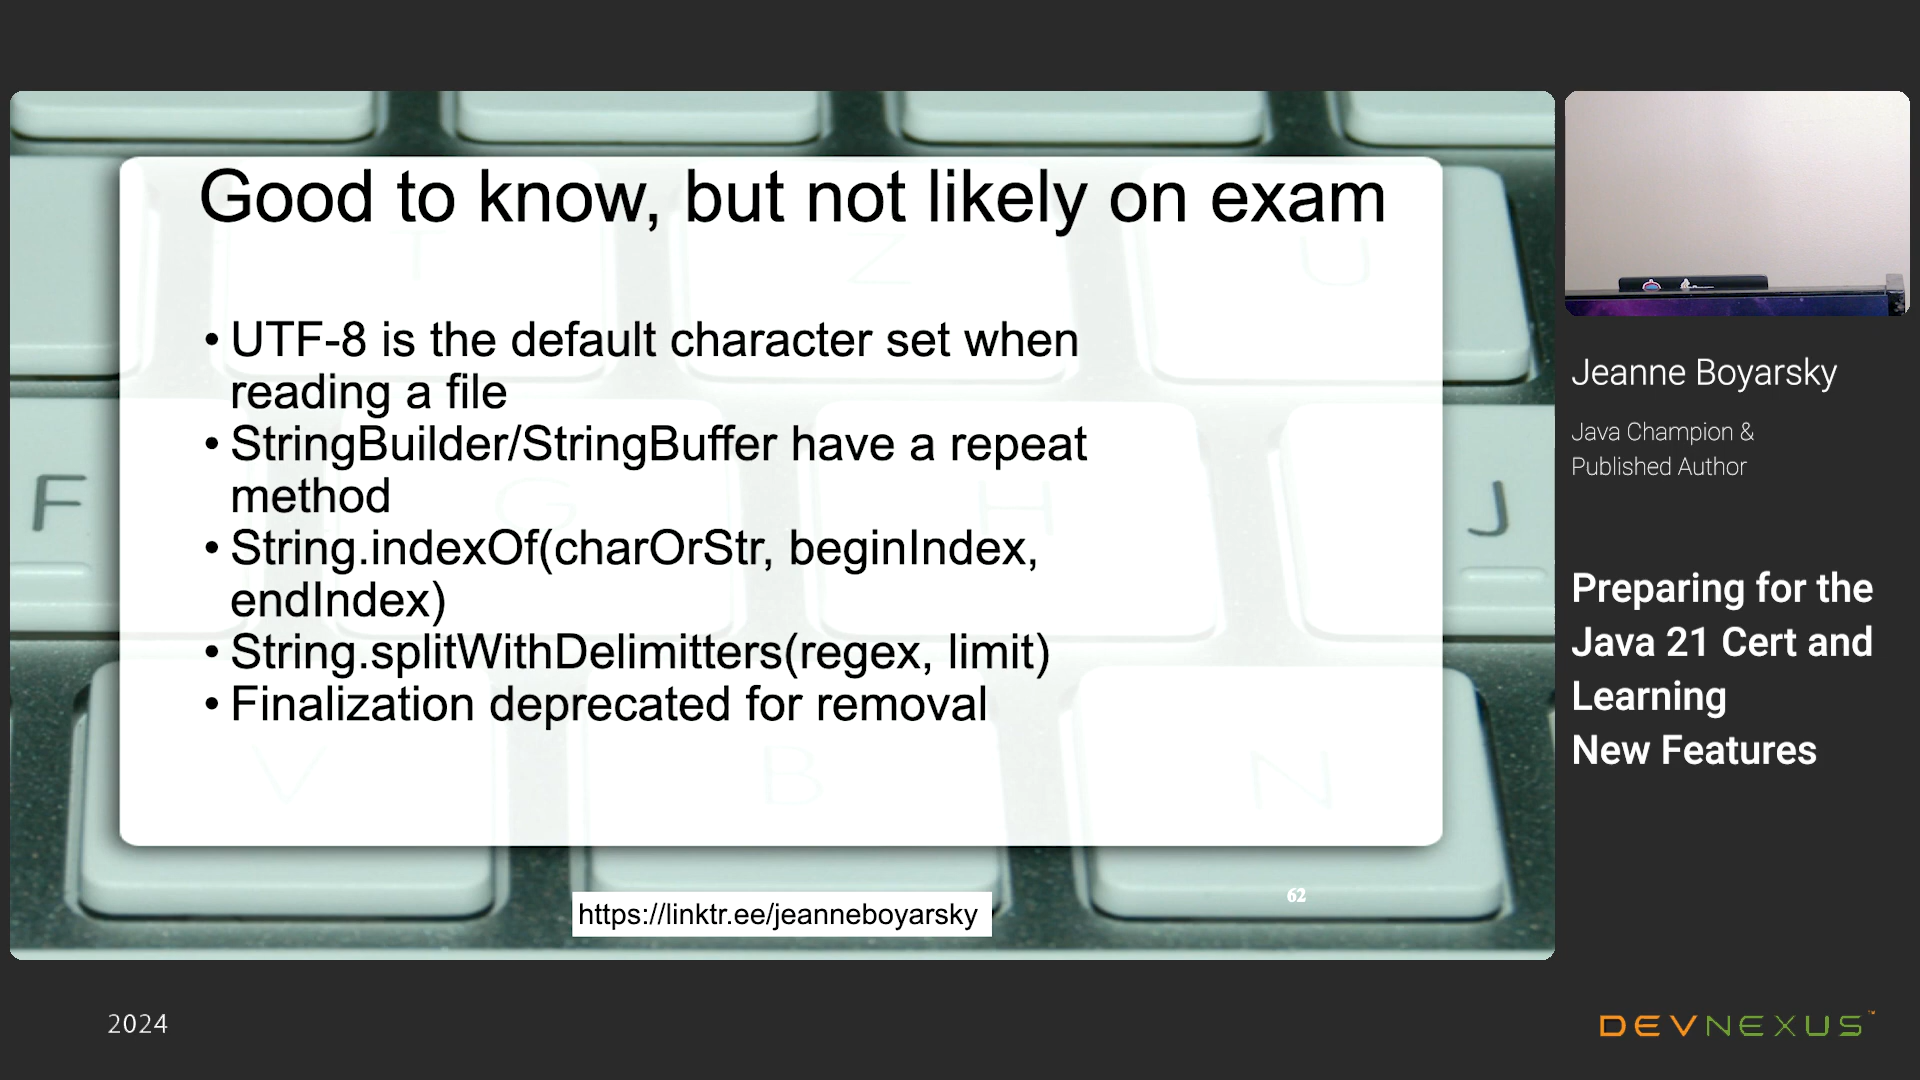 Good to know, but not likely on exam
• UTF-8 is the default character set when
reading a file
• StringBuilder/StringBuffer have a repeat
method
• String.indexOf(charOrStr, beginIndex,
endIndex)
• String.splitWithDelimitters(regex, limit)
• Finalization deprecated for removal
T
Z
U
F
G
H
J
V
B
N
62
https://linktr.ee/jeanneboyarsky
Jeanne Boyarsky
Java Champion &
Published Author
Preparing for the
Java 21 Cert and
Learning
New Features
2024
DEVNEXUS™